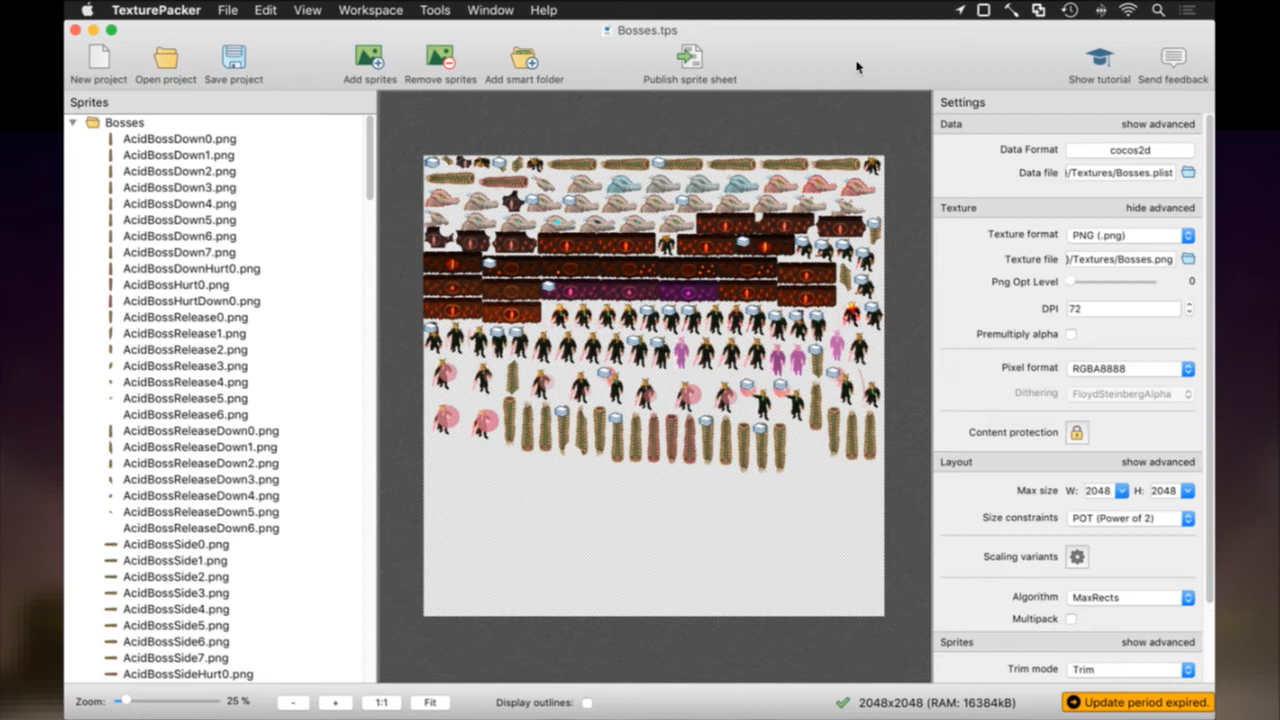 TexturePacker File Edit View Workspace Tools Window Help
Bosses.tps
New project Open project Save project Add sprites Remove sprites Add smart folder Publish sprite sheet Show tutorial Send feedback
Sprites
Bosses
AcidBossDown0.png
AcidBossDown1.png
AcidBossDown2.png
AcidBossDown3.png
AcidBossDown4.png
AcidBossDown5.png
AcidBossDown6.png
AcidBossDown7.png
AcidBossDownHurt0.png
AcidBossHurt0.png
AcidBossHurtDown0.png
AcidBossRelease0.png
AcidBossRelease1.png
AcidBossRelease2.png
AcidBossRelease3.png
AcidBossRelease4.png
AcidBossRelease5.png
AcidBossRelease6.png
AcidBossReleaseDown0.png
AcidBossReleaseDown1.png
AcidBossReleaseDown2.png
AcidBossReleaseDown3.png
AcidBossReleaseDown4.png
AcidBossReleaseDown5.png
AcidBossReleaseDown6.png
AcidBossSide0.png
AcidBossSide1.png
AcidBossSide2.png
AcidBossSide3.png
AcidBossSide4.png
AcidBossSide5.png
AcidBossSide6.png
AcidBossSide7.png
AcidBossSideHurt0.png
Settings
Data show advanced
Data Format cocos2d
Data file )/Textures/Bosses.plist
Texture hide advanced
Texture format PNG (.png)
Texture file )/Textures/Bosses.png
Png Opt Level 0
DPI 72
Premultiply alpha
Pixel format RGBA8888
Dithering FloydSteinbergAlpha
Content protection
Layout show advanced
Max size W: 2048 H: 2048
Size constraints POT (Power of 2)
Scaling variants
Algorithm MaxRects
Multipack
Sprites show advanced
Trim mode Trim
Zoom: 25 % - + 1:1 Fit Display outlines: 2048x2048 (RAM: 16384kB) Update period expired.